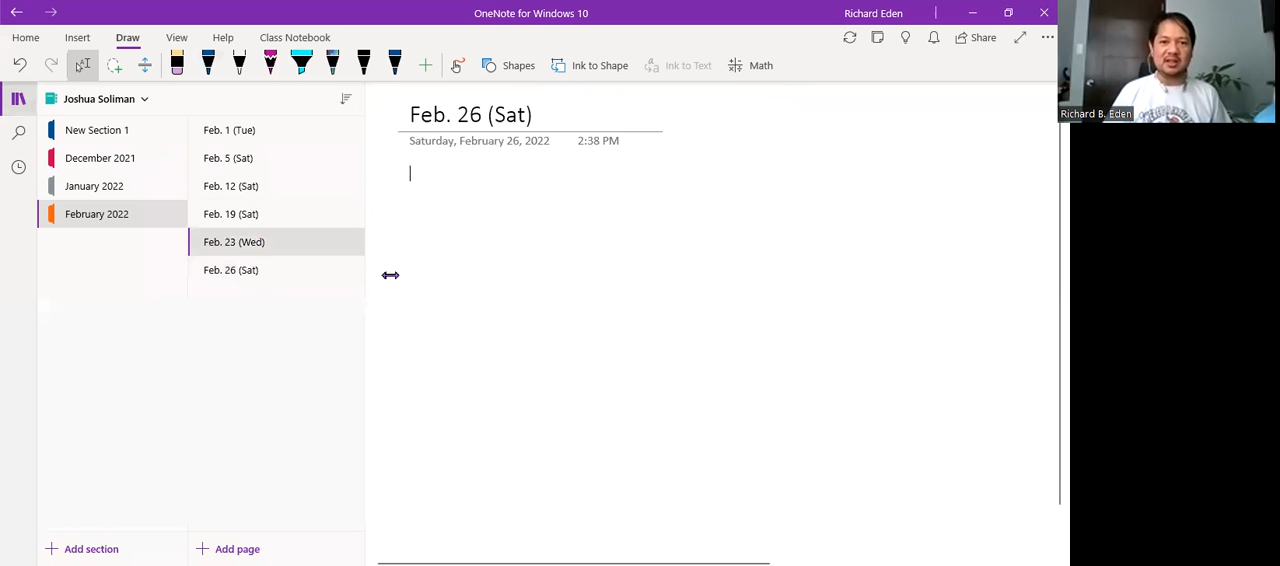 OneNote for Windows 10
Richard Eden
Home
Insert
Draw
View
Help
Class Notebook
Share
Shapes
Ink to Shape
Ink to Text
Math
Richard B. Eden
Joshua Soliman
New Section 1
December 2021
January 2022
February 2022
Add section
Feb. 1 (Tue)
Feb. 5 (Sat)
Feb. 12 (Sat)
Feb. 19 (Sat)
Feb. 23 (Wed)
Feb. 26 (Sat)
Add page
Feb. 26 (Sat)
Saturday, February 26, 2022 2:38 PM